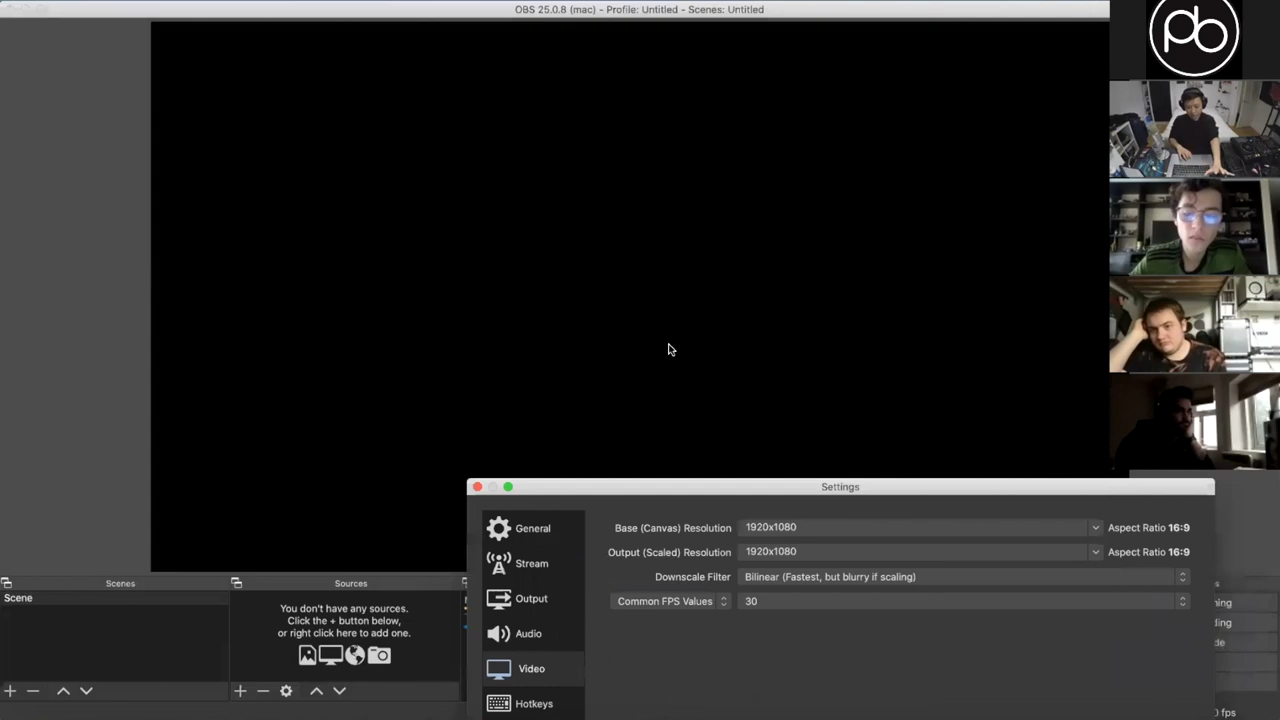 OBS 25.0.8 (mac) - Profile: Untitled - Scenes: Untitled
pb
Settings
General
Base (Canvas) Resolution 1920x1080 Aspect Ratio 16:9
Stream
Output (Scaled) Resolution 1920x1080 Aspect Ratio 16:9
Downscale Filter Bilinear (Fastest, but blurry if scaling)
Output
Common FPS Values 30
Audio
Video
Hotkeys
Scenes
Scene
Sources
You don't have any sources.
Click the + button below,
or right click here to add one.
fps